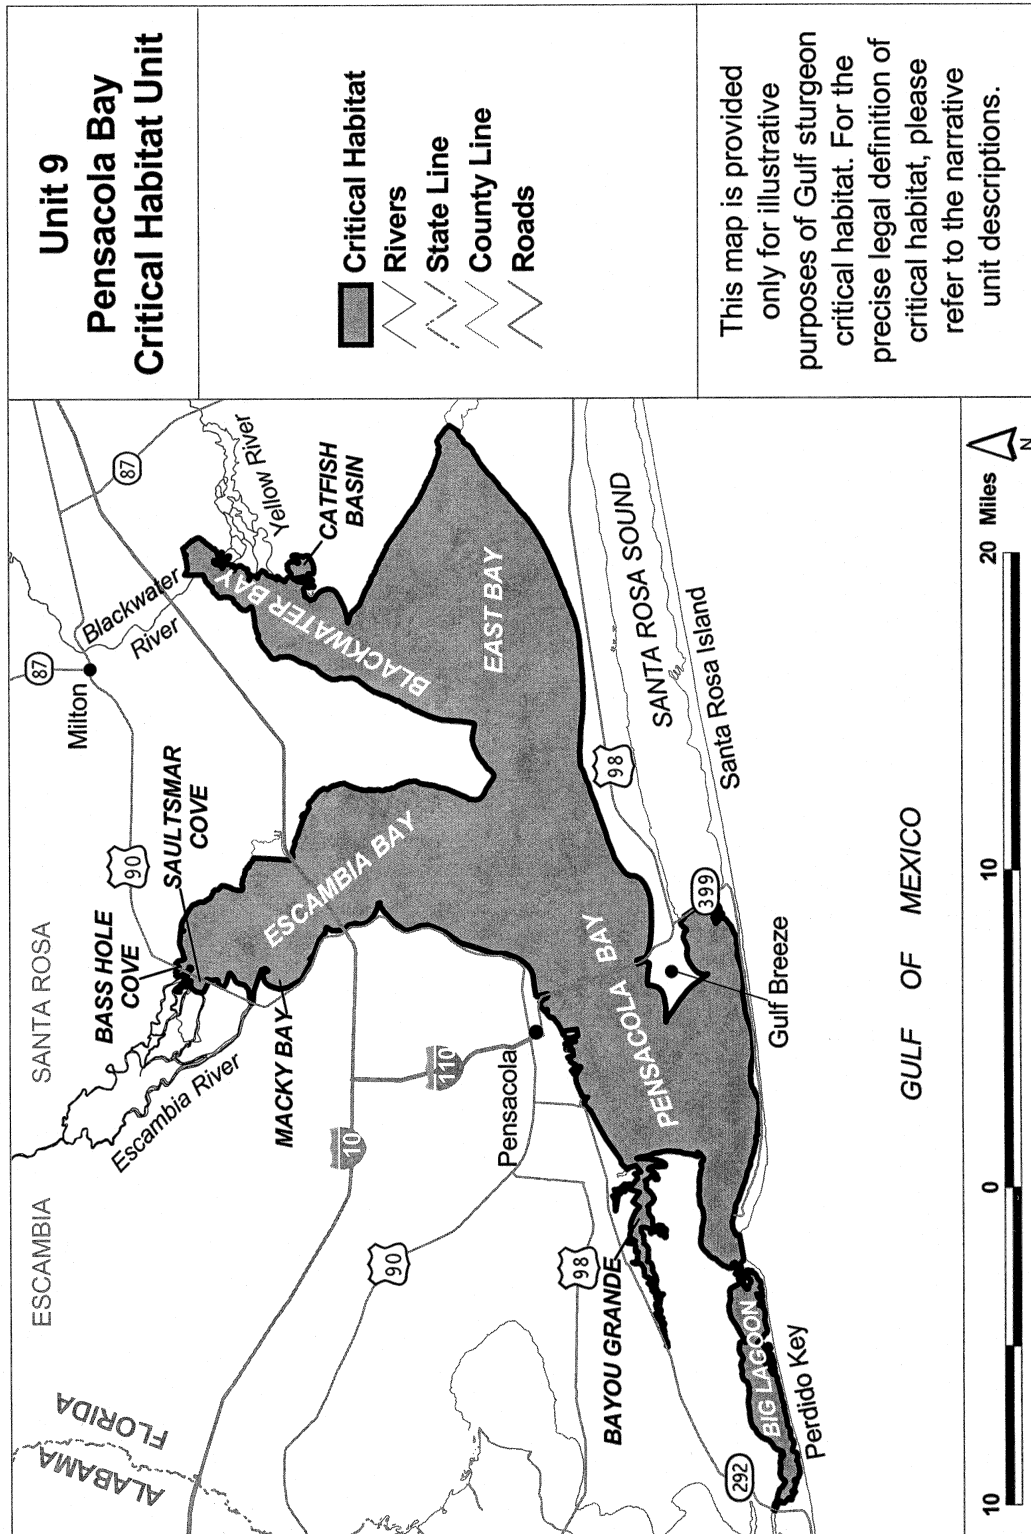 Unit 9
Pensacola Bay
Critical Habitat Unit
Critical Habitat
Rivers
State Line
County Line
Roads
This map is provided
only for illustrative
purposes of Gulf sturgeon
critical habitat. For the
precise legal definition of
critical habitat, please
refer to the narrative
unit descriptions.
ALABAMA
FLORIDA
ESCAMBIA
SANTA ROSA
BASS HOLE
COVE
SAULTSMAR
COVE
90
Milton
87
87
Blackwater
River
Yellow River
CATFISH
BASIN
BLACKWATER BAY
Escambia River
MACKY BAY
ESCAMBIA BAY
EAST BAY
10
110
90
Pensacola
98
BAYOU GRANDE
PENSACOLA BAY
98
SANTA ROSA SOUND
Santa Rosa Island
399
Gulf Breeze
292
BIG LAGOON
Perdido Key
GULF OF MEXICO
10
0
10
20 Miles
N